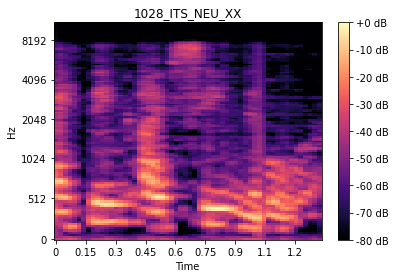 1028_ITS_NEU_XX
+0 dB
8192
-10 dB
4096
-20 dB
-30 dB
2048
Hz
-40 dB
1024
-50 dB
512
-60 dB
-70 dB
0
-80 dB
0 0.15 0.3 0.45 0.6 0.75 0.9 1.1 1.2
Time